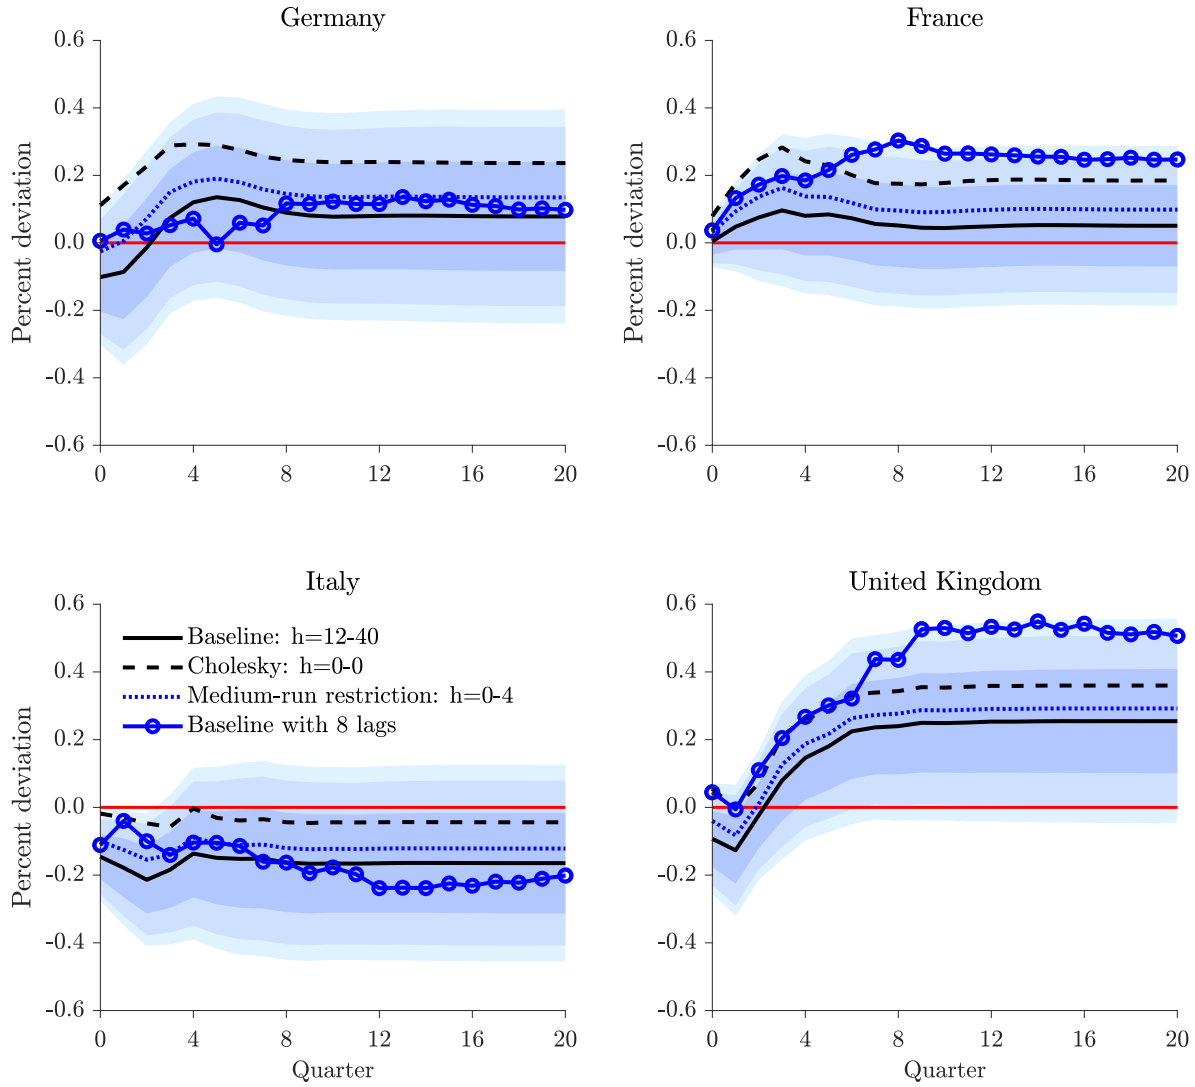 Germany
Percent deviation
0.6
0.4
0.2
0.0
-0.2
-0.4
-0.6
0 4 8 12 16 20
France
Percent deviation
0.6
0.4
0.2
0.0
-0.2
-0.4
-0.6
0 4 8 12 16 20
Italy
Percent deviation
0.6
0.4
0.2
0.0
-0.2
-0.4
-0.6
Baseline: h=12-40
Cholesky: h=0-0
Medium-run restriction: h=0-4
Baseline with 8 lags
0 4 8 12 16 20
Quarter
United Kingdom
Percent deviation
0.6
0.4
0.2
0.0
-0.2
-0.4
-0.6
0 4 8 12 16 20
Quarter